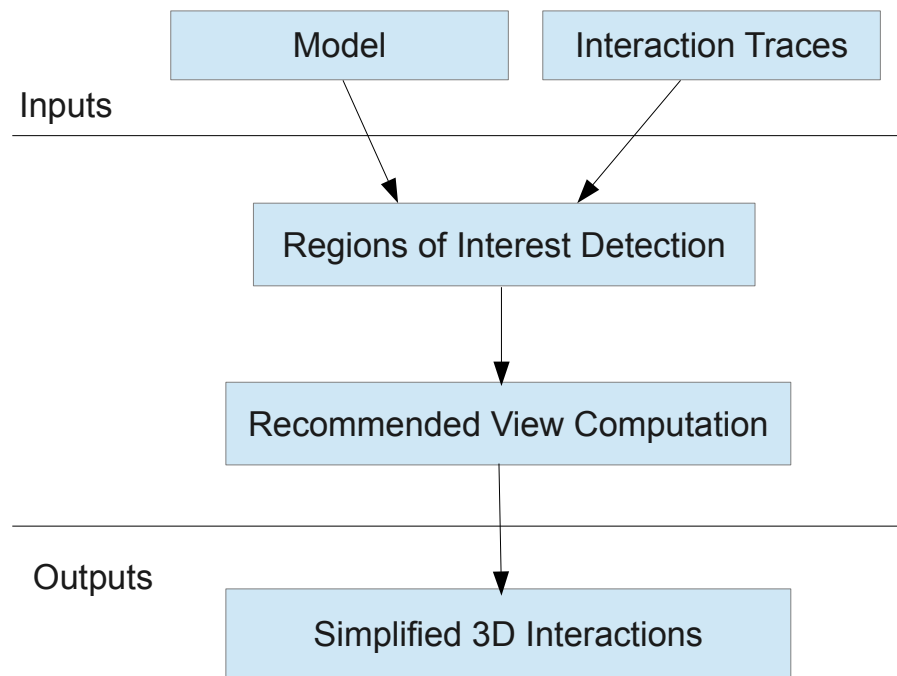 Model
Interaction Traces
Inputs
Regions of Interest Detection
Recommended View Computation
Outputs
Simplified 3D Interactions